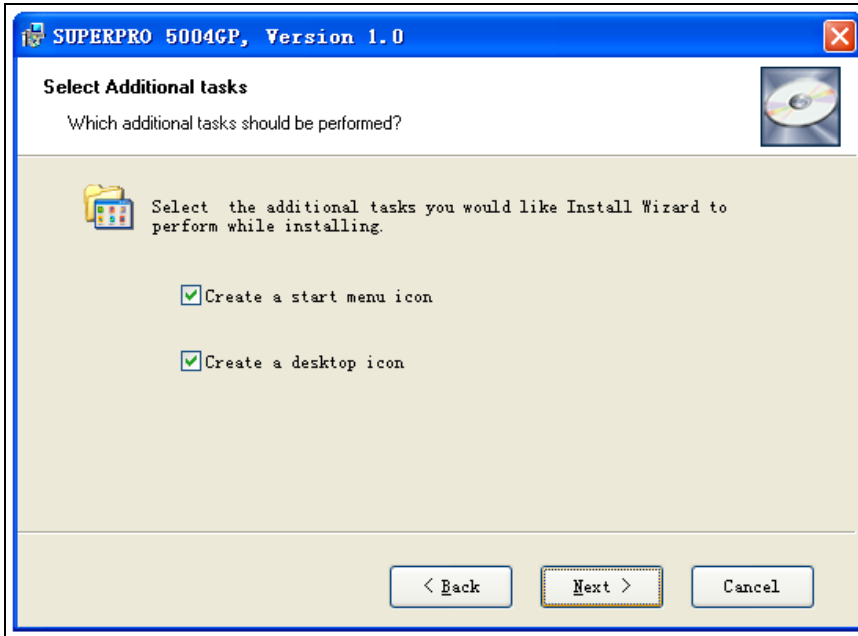 SUPERPRO 5004GP, Version 1.0
Select Additional tasks
Which additional tasks should be performed?
Select  the additional tasks you would like Install Wizard to
perform while installing.
Create a start menu icon
Create a desktop icon
< Back
Next >
Cancel